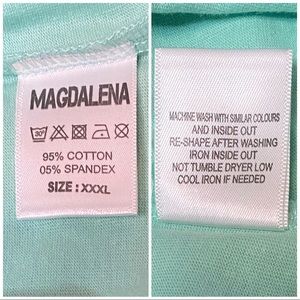 MAGDALENA
30°
95% COTTON
05% SPANDEX
SIZE : XXXL
MACHINE WASH WITH SIMILAR COLOURS
AND INSIDE OUT
RE-SHAPE AFTER WASHING
IRON INSIDE OUT
NOT TUMBLE DRYER LOW
COOL IRON IF NEEDED